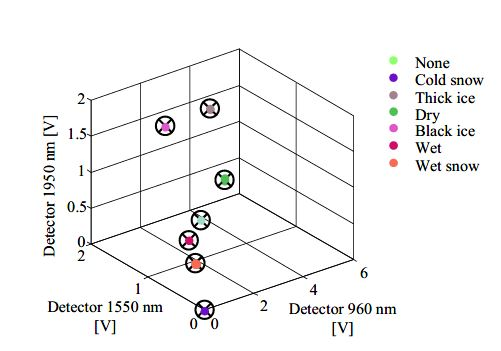 None
Cold snow
Thick ice
Dry
Black ice
Wet
Wet snow
Detector 1950 nm [V]
2
1.5
1
0.5
0
2
1
0
Detector 1550 nm
[V]
0
2
4
6
Detector 960 nm
[V]